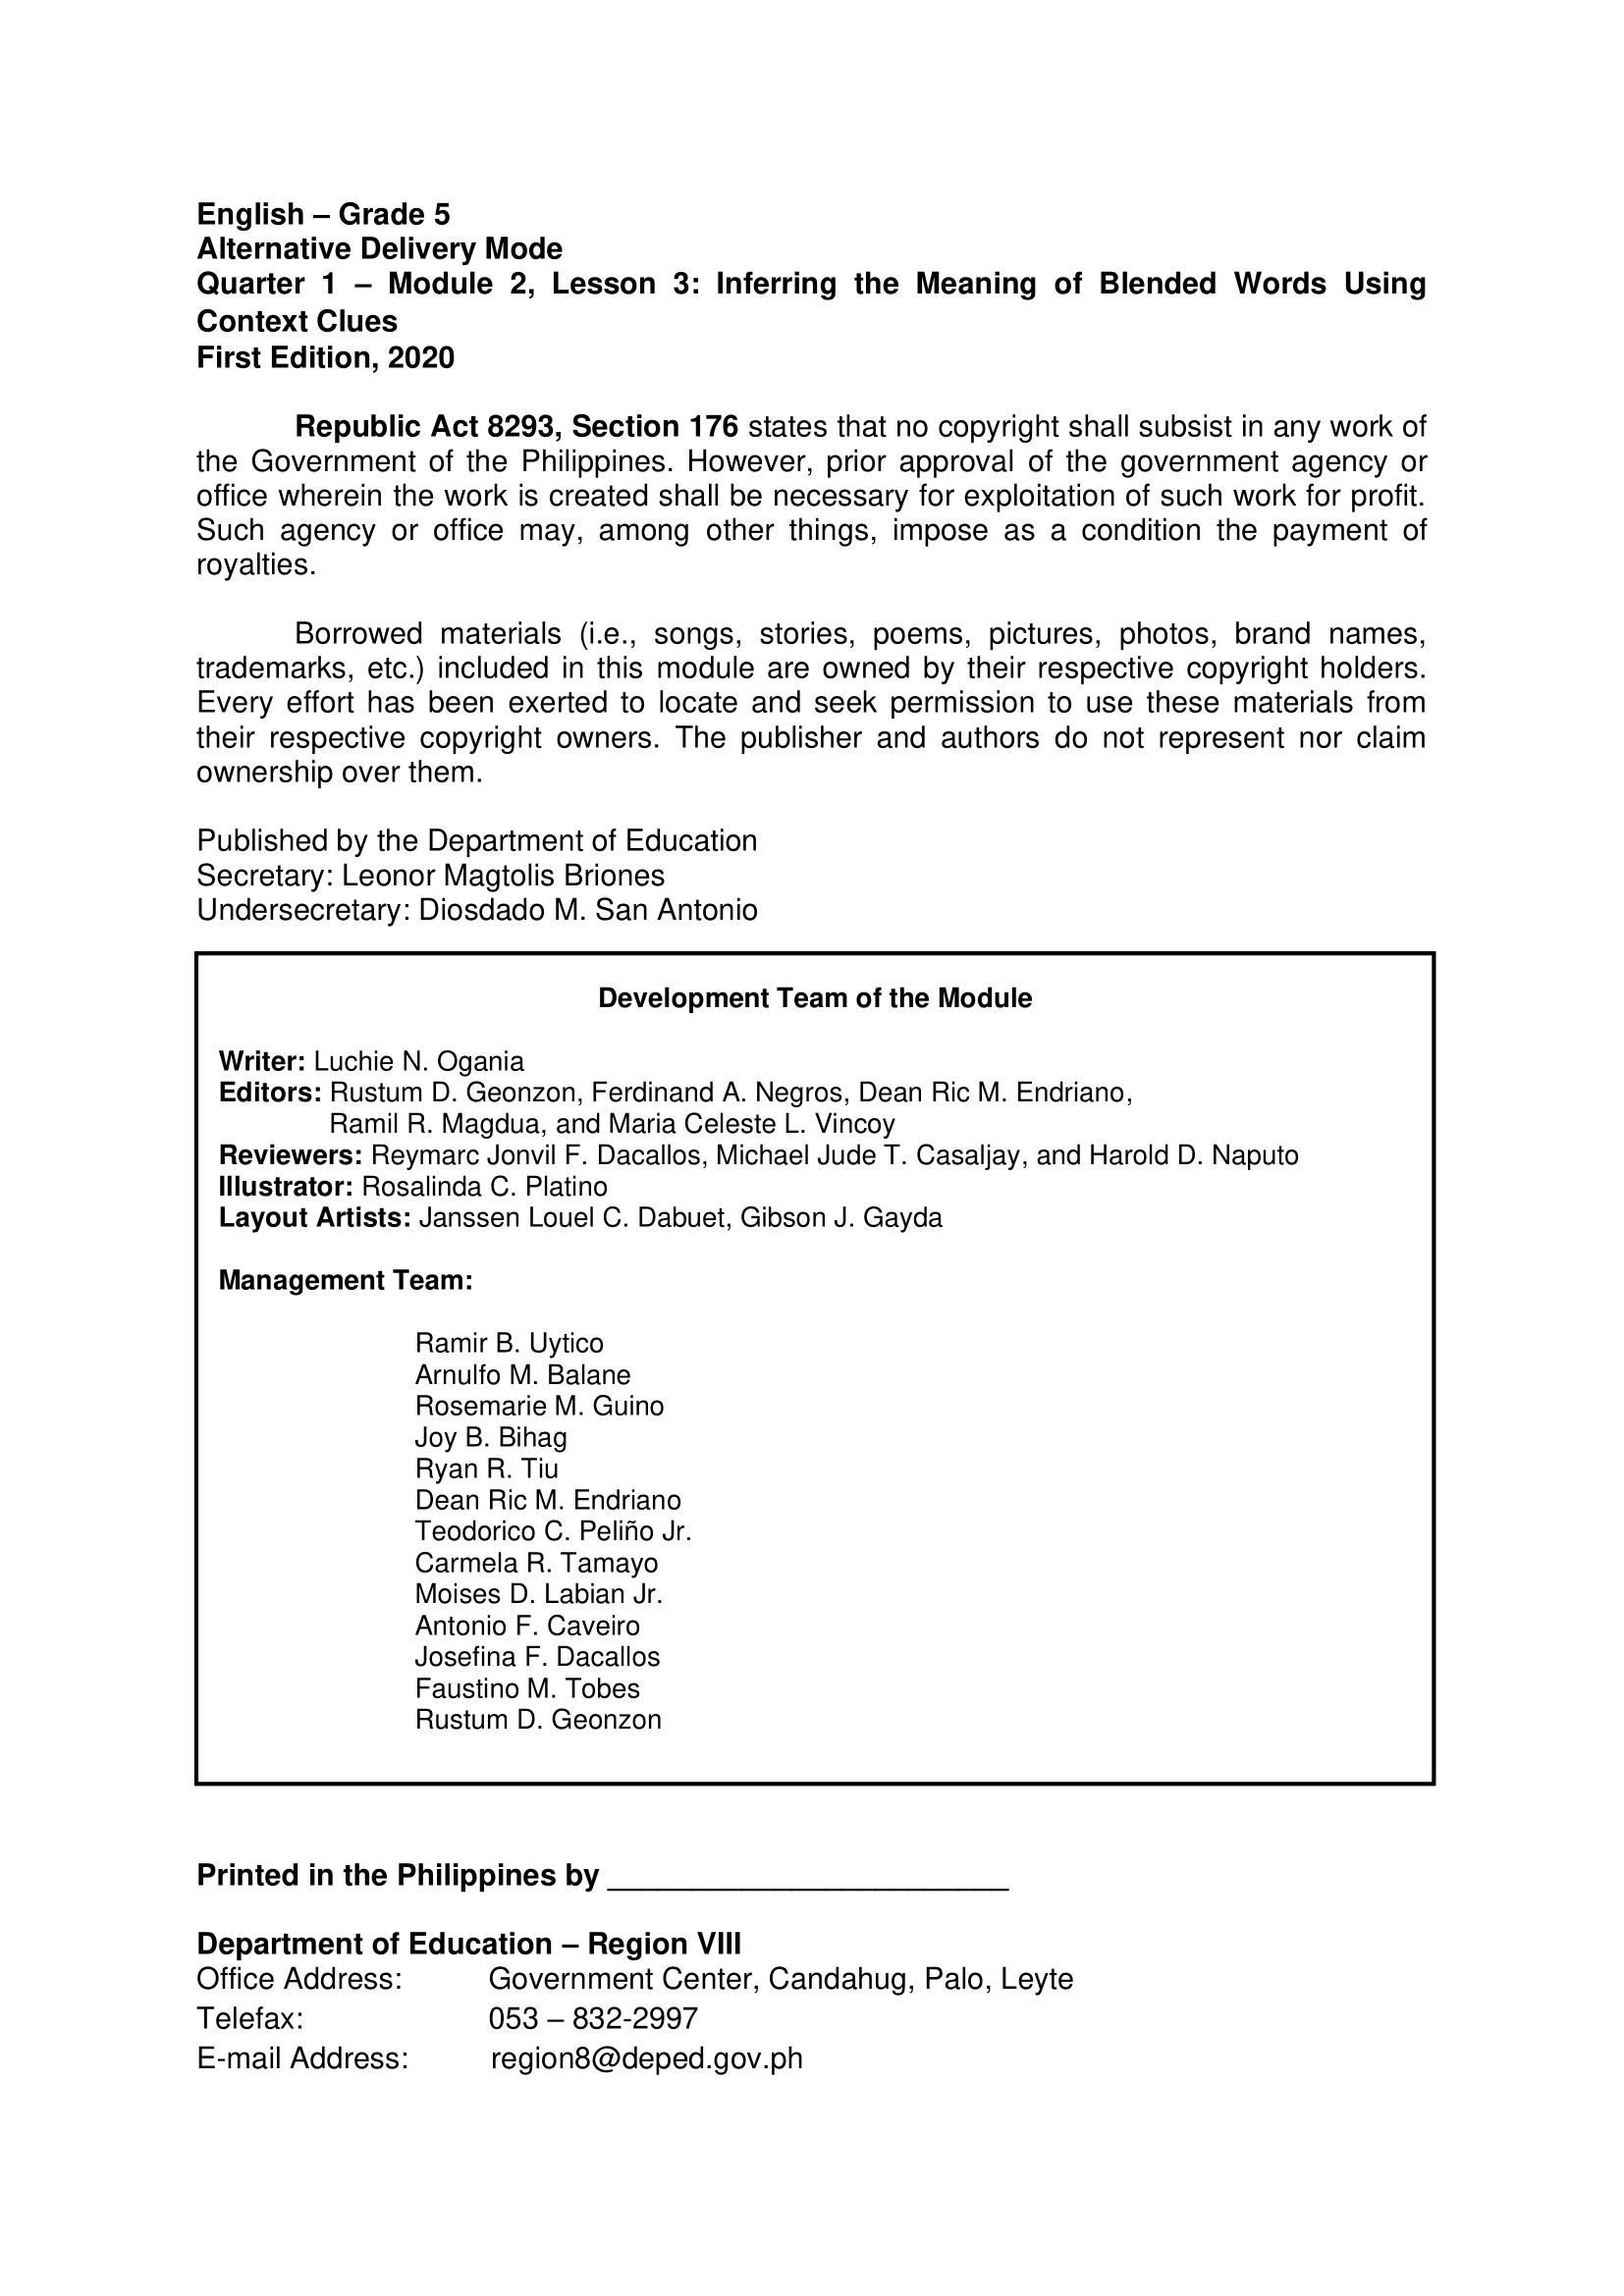 English – Grade 5
Alternative Delivery Mode
Quarter 1 – Module 2, Lesson 3: Inferring the Meaning of Blended Words Using
Context Clues
First Edition, 2020
Republic Act 8293, Section 176 states that no copyright shall subsist in any work of
the Government of the Philippines. However, prior approval of the government agency or
office wherein the work is created shall be necessary for exploitation of such work for profit.
Such agency or office may, among other things, impose as a condition the payment of
royalties.
Borrowed materials (i.e., songs, stories, poems, pictures, photos, brand names,
trademarks, etc.) included in this module are owned by their respective copyright holders.
Every effort has been exerted to locate and seek permission to use these materials from
their respective copyright owners. The publisher and authors do not represent nor claim
ownership over them.
Published by the Department of Education
Secretary: Leonor Magtolis Briones
Undersecretary: Diosdado M. San Antonio
Development Team of the Module
Writer: Luchie N. Ogania
Editors: Rustum D. Geonzon, Ferdinand A. Negros, Dean Ric M. Endriano,
Ramil R. Magdua, and Maria Celeste L. Vincoy
Reviewers: Reymarc Jonvil F. Dacallos, Michael Jude T. Casaljay, and Harold D. Naputo
Illustrator: Rosalinda C. Platino
Layout Artists: Janssen Louel C. Dabuet, Gibson J. Gayda
Management Team:
Ramir B. Uytico
Arnulfo M. Balane
Rosemarie M. Guino
Joy B. Bihag
Ryan R. Tiu
Dean Ric M. Endriano
Teodorico C. Peliño Jr.
Carmela R. Tamayo
Moises D. Labian Jr.
Antonio F. Caveiro
Josefina F. Dacallos
Faustino M. Tobes
Rustum D. Geonzon
Printed in the Philippines by ________________________
Department of Education – Region VIII
Office Address: Government Center, Candahug, Palo, Leyte
Telefax: 053 – 832-2997
E-mail Address: region8@deped.gov.ph